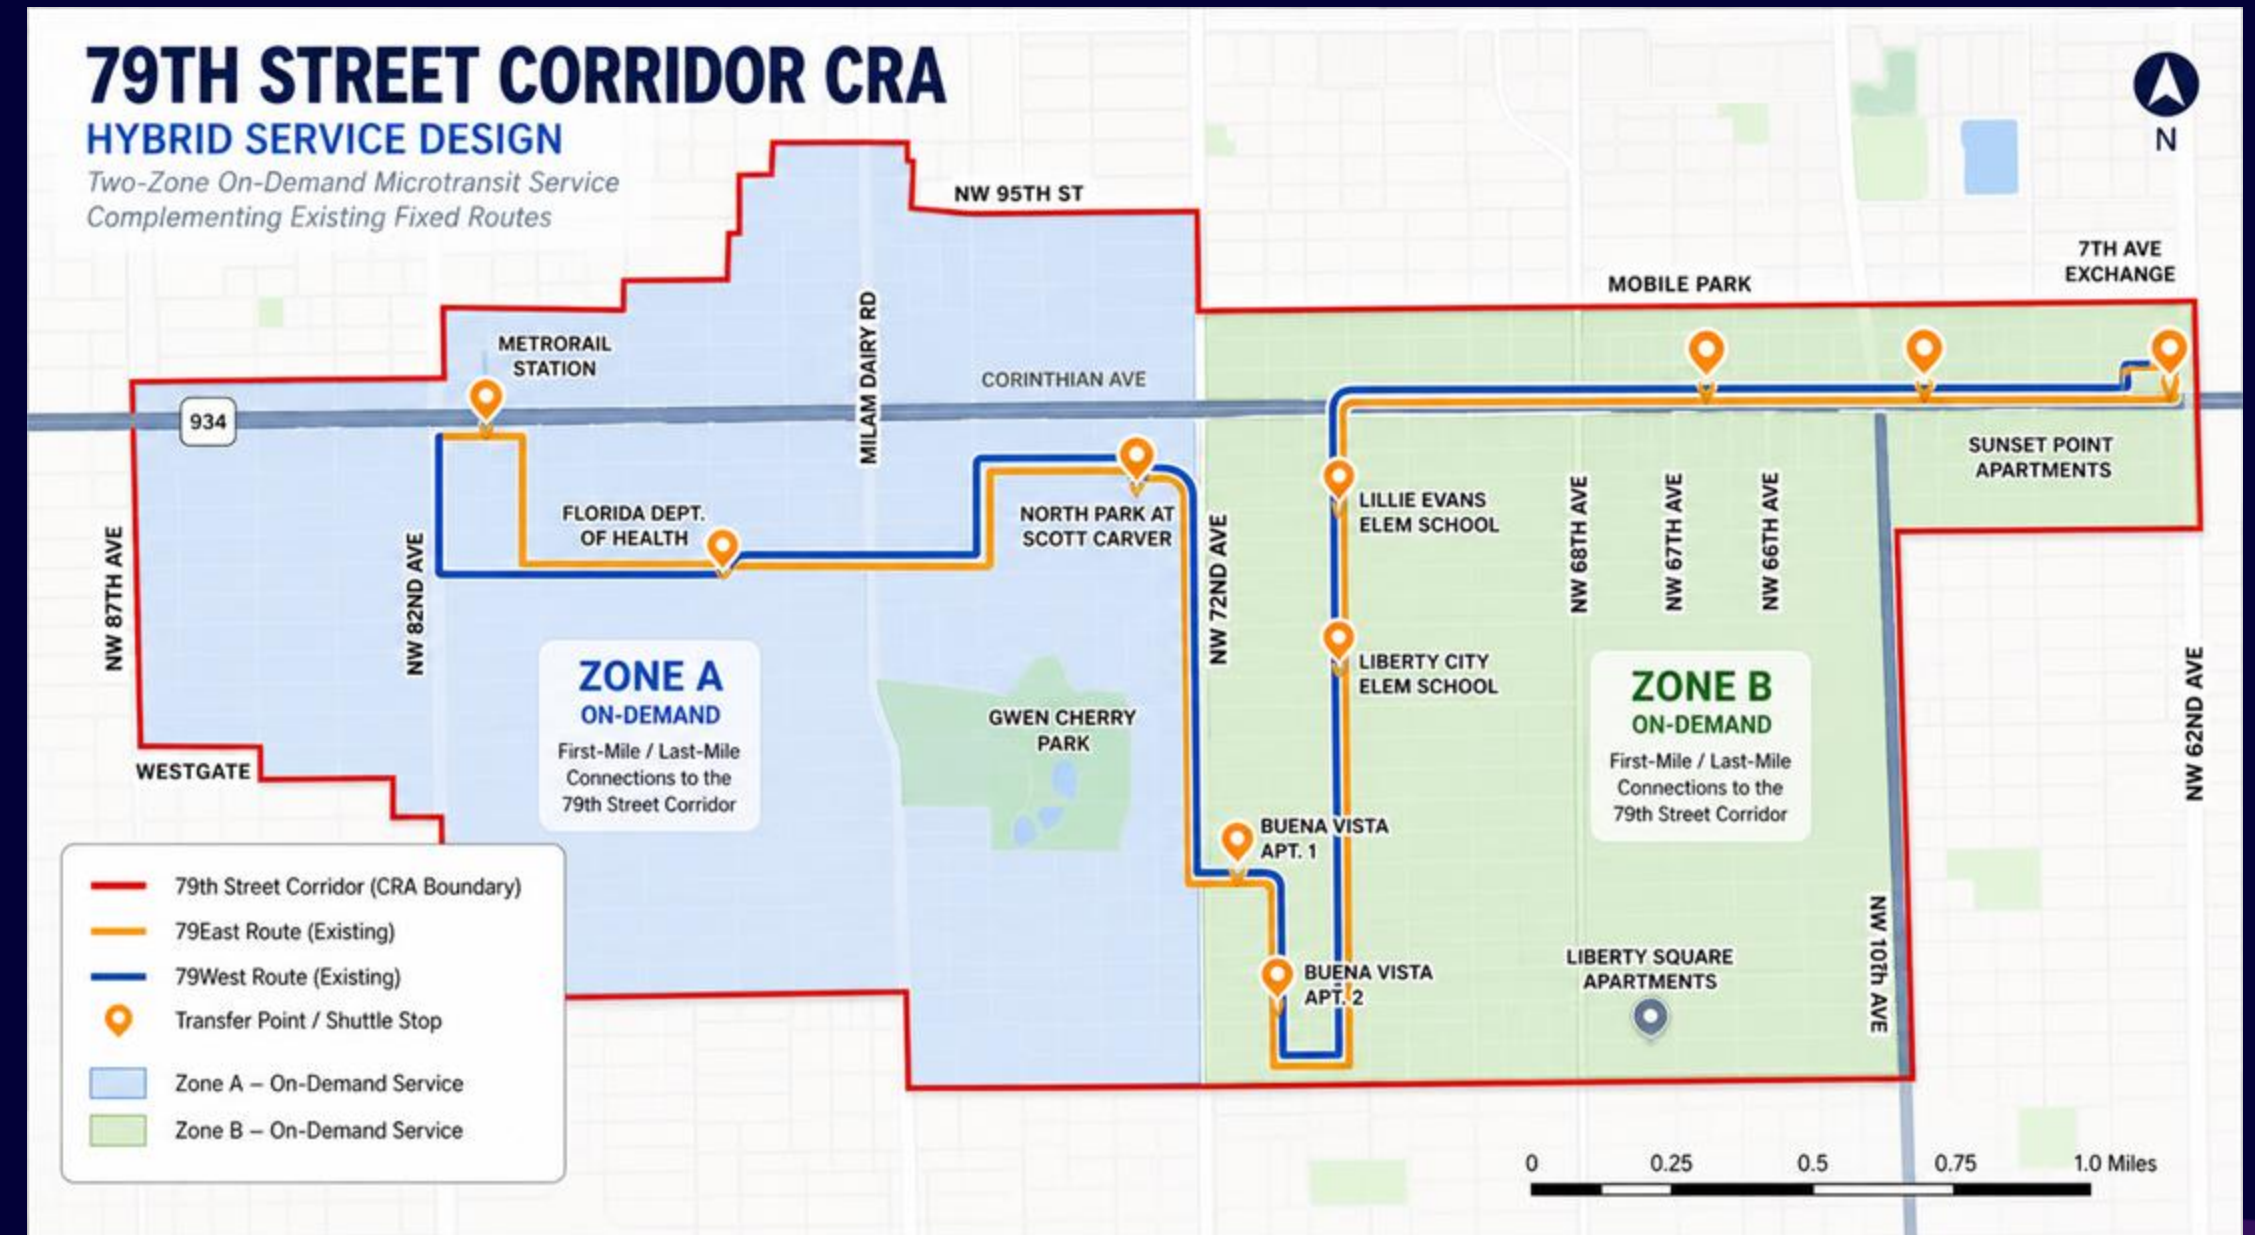 79TH STREET CORRIDOR CRA
HYBRID SERVICE DESIGN
Two-Zone On-Demand Microtransit Service
Complementing Existing Fixed Routes
N
NW 95TH ST
7TH AVE
EXCHANGE
MOBILE PARK
METRORAIL
STATION
MILAM DAIRY RD
CORINTHIAN AVE
934
SUNSET POINT
APARTMENTS
FLORIDA DEPT.
OF HEALTH
NORTH PARK AT
SCOTT CARVER
LILLIE EVANS
ELEM SCHOOL
NW 87TH AVE
NW 82ND AVE
NW 72ND AVE
NW 68TH AVE
NW 67TH AVE
NW 66TH AVE
NW 62ND AVE
ZONE A
ON-DEMAND
First-Mile / Last-Mile
Connections to the
79th Street Corridor
LIBERTY CITY
ELEM SCHOOL
ZONE B
ON-DEMAND
First-Mile / Last-Mile
Connections to the
79th Street Corridor
GWEN CHERRY
PARK
WESTGATE
BUENA VISTA
APT. 1
BUENA VISTA
APT. 2
LIBERTY SQUARE
APARTMENTS
79th Street Corridor (CRA Boundary)
79East Route (Existing)
79West Route (Existing)
Transfer Point / Shuttle Stop
Zone A – On-Demand Service
Zone B – On-Demand Service
0 0.25 0.5 0.75 1.0 Miles